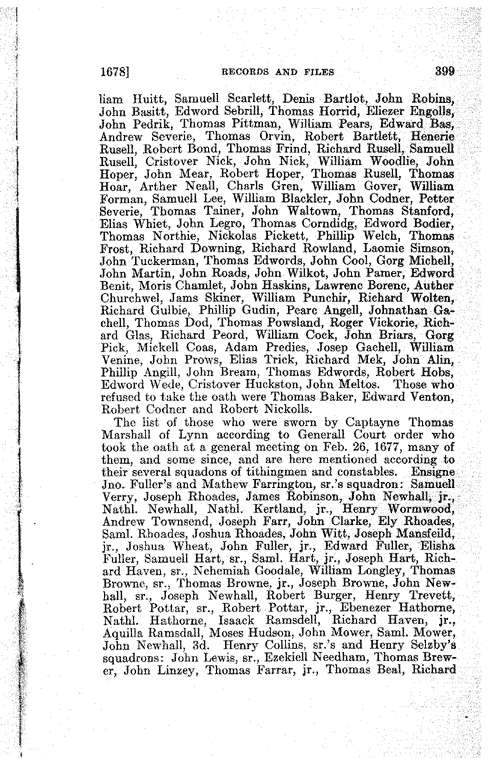 1678] RECORDS AND FILES 399
liam Huitt, Samuell Scarlett, Denis Bartlot, John Robins,
John Basitt, Edword Sebrill, Thomas Horrid, Eliezer Engolls,
John Pedrik, Thomas Pittman, William Pears, Edward Bas,
Andrew Severie, Thomas Orvin, Robert Bartlett, Henerie
Rusell, Robert Bond, Thomas Frind, Richard Rusell, Samuell
Rusell, Cristover Nick, John Nick, William Woodlie, John
Hoper, John Mear, Robert Hoper, Thomas Rusell, Thomas
Hoar, Arther Neall, Charls Gren, William Gover, William
Forman, Samuell Lee, William Blackler, John Codner, Petter
Severie, Thomas Tainer, John Waltown, Thomas Stanford,
Elias Whiet, John Legro, Thomas Corndidg, Edword Bodier,
Thomas Northie, Nickolas Pickett, Phillip Welch, Thomas
Frost, Richard Downing, Richard Rowland, Laomie Simson,
John Tuckerman, Thomas Edwords, John Cool, Gorg Michell,
John Martin, John Roads, John Wilkot, John Pamer, Edword
Benit, Moris Chamlet, John Haskins, Lawrenc Borenc, Auther
Churchwel, Jams Skiner, William Punchir, Richard Wolten,
Richard Gulbie, Phillip Gudin, Pearc Angell, Johnathan Ga-
chell, Thomas Dod, Thomas Powsland, Roger Vickorie, Rich-
ard Glas, Richard Peord, William Cock, John Briars, Gorg
Pick, Mickell Coas, Adam Predies, Josep Gachell, William
Venine, John Prows, Elias Trick, Richard Mek, John Alin,
Phillip Angill, John Bream, Thomas Edwords, Robert Hobs,
Edword Wede, Cristover Huckston, John Meltos. Those who
refused to take the oath were Thomas Baker, Edward Venton,
Robert Codner and Robert Nickolls.
The list of those who were sworn by Captayne Thomas
Marshall of Lynn according to Generall Court order who
took the oath at a general meeting on Feb. 26, 1677, many of
them, and some since, and are here mentioned according to
their several squadons of tithingmen and constables. Ensigne
Jno. Fuller's and Mathew Farrington, sr.'s squadron: Samuell
Verry, Joseph Rhoades, James Robinson, John Newhall, jr.,
Nathl. Newhall, Nathl. Kertland, jr., Henry Wormwood,
Andrew Townsend, Joseph Farr, John Clarke, Ely Rhoades,
Saml. Rhoades, Joshua Rhoades, John Witt, Joseph Mansfeild,
jr., Joshua Wheat, John Fuller, jr., Edward Fuller, Elisha
Fuller, Samuell Hart, sr., Saml. Hart, jr., Joseph Hart, Rich-
ard Haven, sr., Nehemiah Goodale, William Longley, Thomas
Browne, sr., Thomas Browne, jr., Joseph Browne, John New-
hall, sr., Joseph Newhall, Robert Burger, Henry Trevett,
Robert Pottar, sr., Robert Pottar, jr., Ebenezer Hathorne,
Nathl. Hathorne, Isaack Ramsdell, Richard Haven, jr.,
Aquilla Ramsdall, Moses Hudson, John Mower, Saml. Mower,
John Newhall, 3d. Henry Collins, sr.'s and Henry Selzby's
squadrons: John Lewis, sr., Ezekiell Needham, Thomas Brew-
er, John Linzey, Thomas Farrar, jr., Thomas Beal, Richard